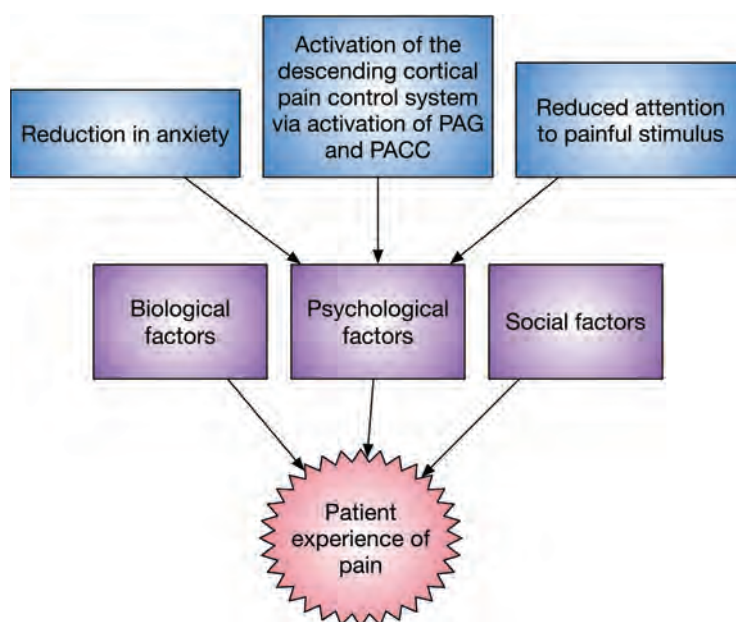 Reduction in anxiety
Activation of the
descending cortical
pain control system
via activation of PAG
and PACC
Reduced attention
to painful stimulus
Biological
factors
Psychological
factors
Social factors
Patient
experience of
pain